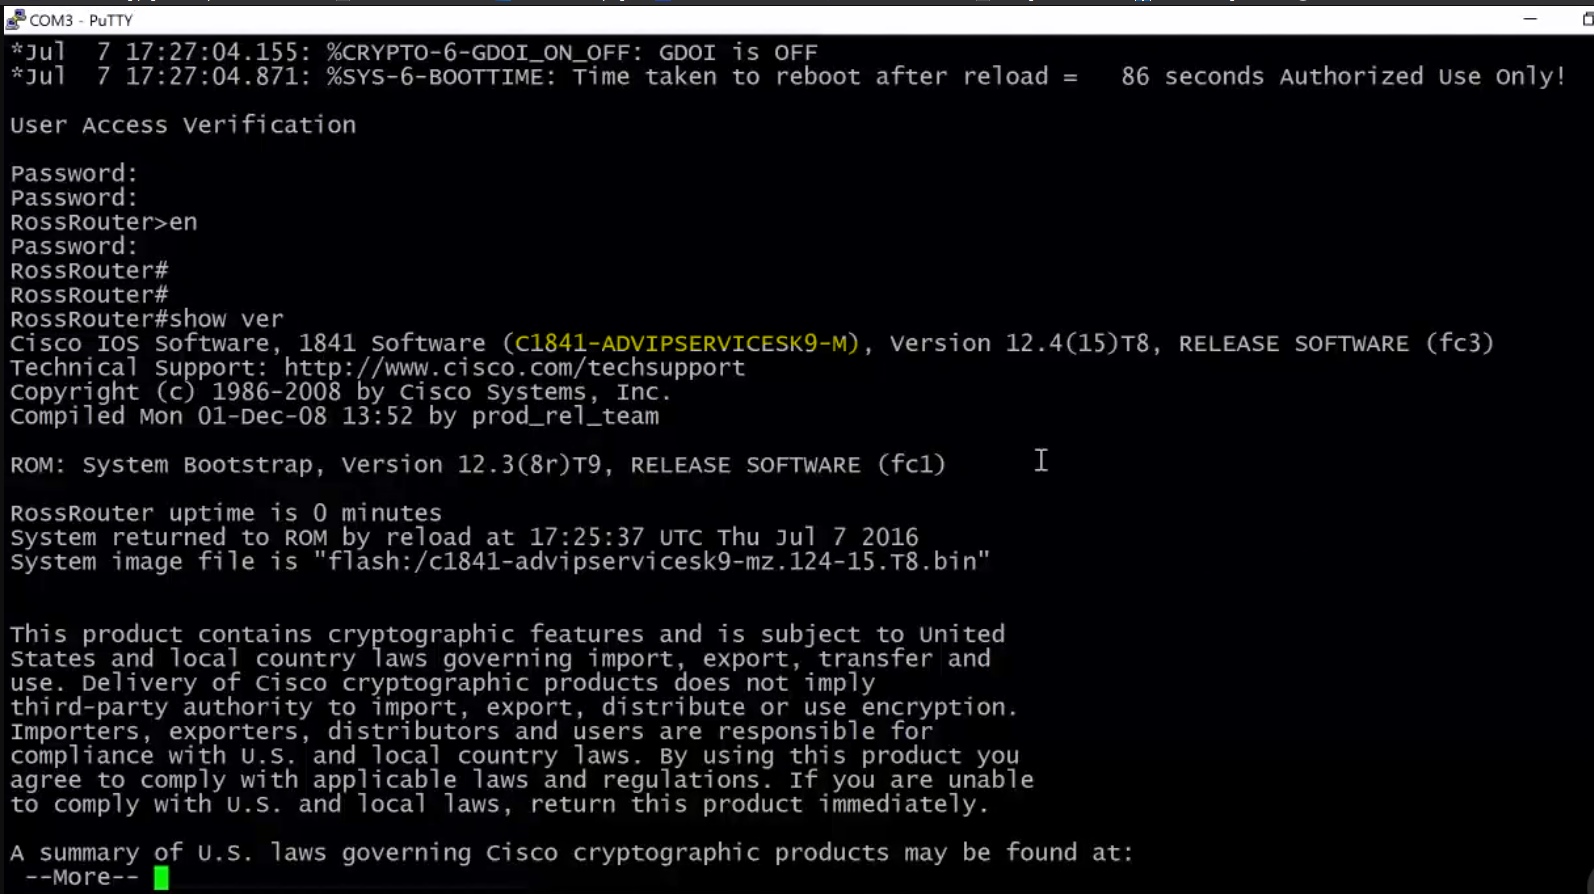 COM3 - PuTTY
*Jul  7 17:27:04.155: %CRYPTO-6-GDOI_ON_OFF: GDOI is OFF
*Jul  7 17:27:04.871: %SYS-6-BOOTTIME: Time taken to reboot after reload =   86 seconds Authorized Use Only!
User Access Verification
Password:
Password:
RossRouter>en
Password:
RossRouter#
RossRouter#
RossRouter#show ver
Cisco IOS Software, 1841 Software (C1841-ADVIPSERVICESK9-M), Version 12.4(15)T8, RELEASE SOFTWARE (fc3)
Technical Support: http://www.cisco.com/techsupport
Copyright (c) 1986-2008 by Cisco Systems, Inc.
Compiled Mon 01-Dec-08 13:52 by prod_rel_team
ROM: System Bootstrap, Version 12.3(8r)T9, RELEASE SOFTWARE (fc1)
RossRouter uptime is 0 minutes
System returned to ROM by reload at 17:25:37 UTC Thu Jul 7 2016
System image file is "flash:/c1841-advipservicesk9-mz.124-15.T8.bin"
This product contains cryptographic features and is subject to United
States and local country laws governing import, export, transfer and
use. Delivery of Cisco cryptographic products does not imply
third-party authority to import, export, distribute or use encryption.
Importers, exporters, distributors and users are responsible for
compliance with U.S. and local country laws. By using this product you
agree to comply with applicable laws and regulations. If you are unable
to comply with U.S. and local laws, return this product immediately.
A summary of U.S. laws governing Cisco cryptographic products may be found at:
--More--